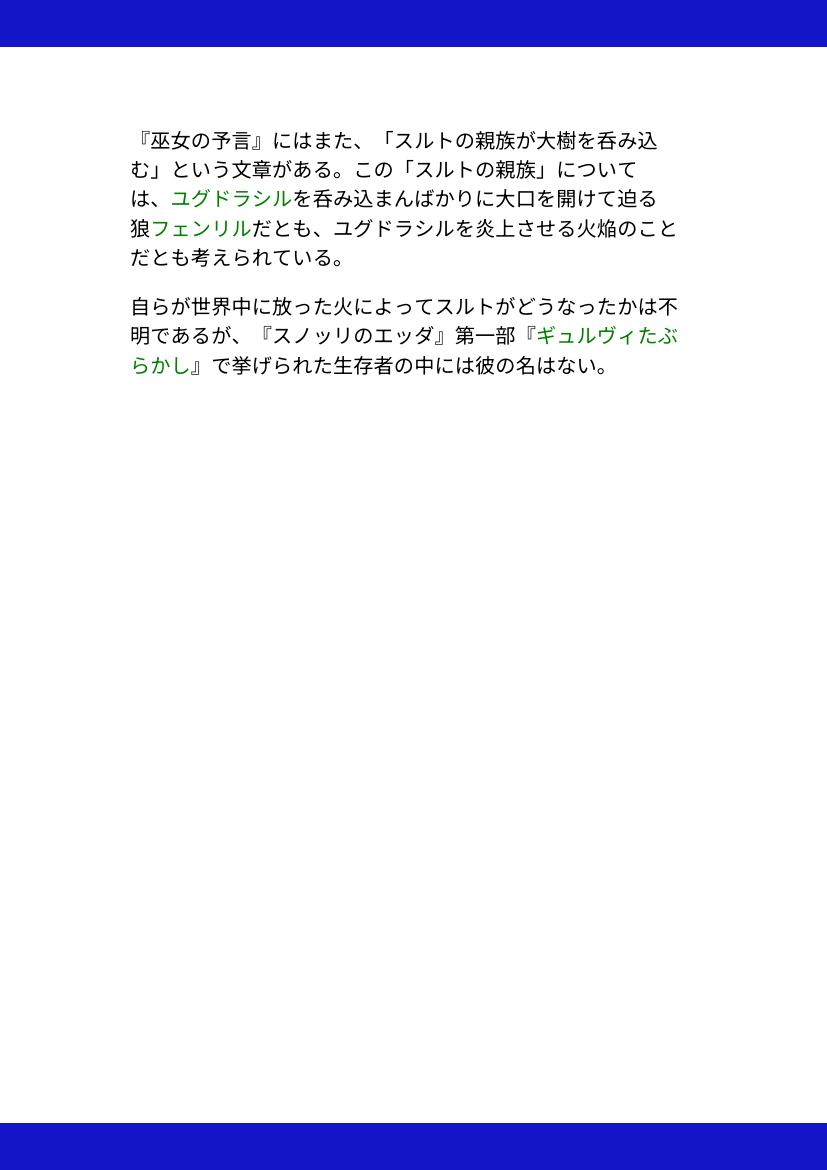 『巫女の予言』にはまた、「スルトの親族が大樹を呑み込
む」という文章がある。この「スルトの親族」について
は、ユグドラシルを呑み込まんばかりに大口を開けて迫る
狼フェンリルだとも、ユグドラシルを炎上させる火焔のこと
だとも考えられている。
自らが世界中に放った火によってスルトがどうなったかは不
明であるが、『スノッリのエッダ』第一部『ギュルヴィたぶ
らかし』で挙げられた生存者の中には彼の名はない。